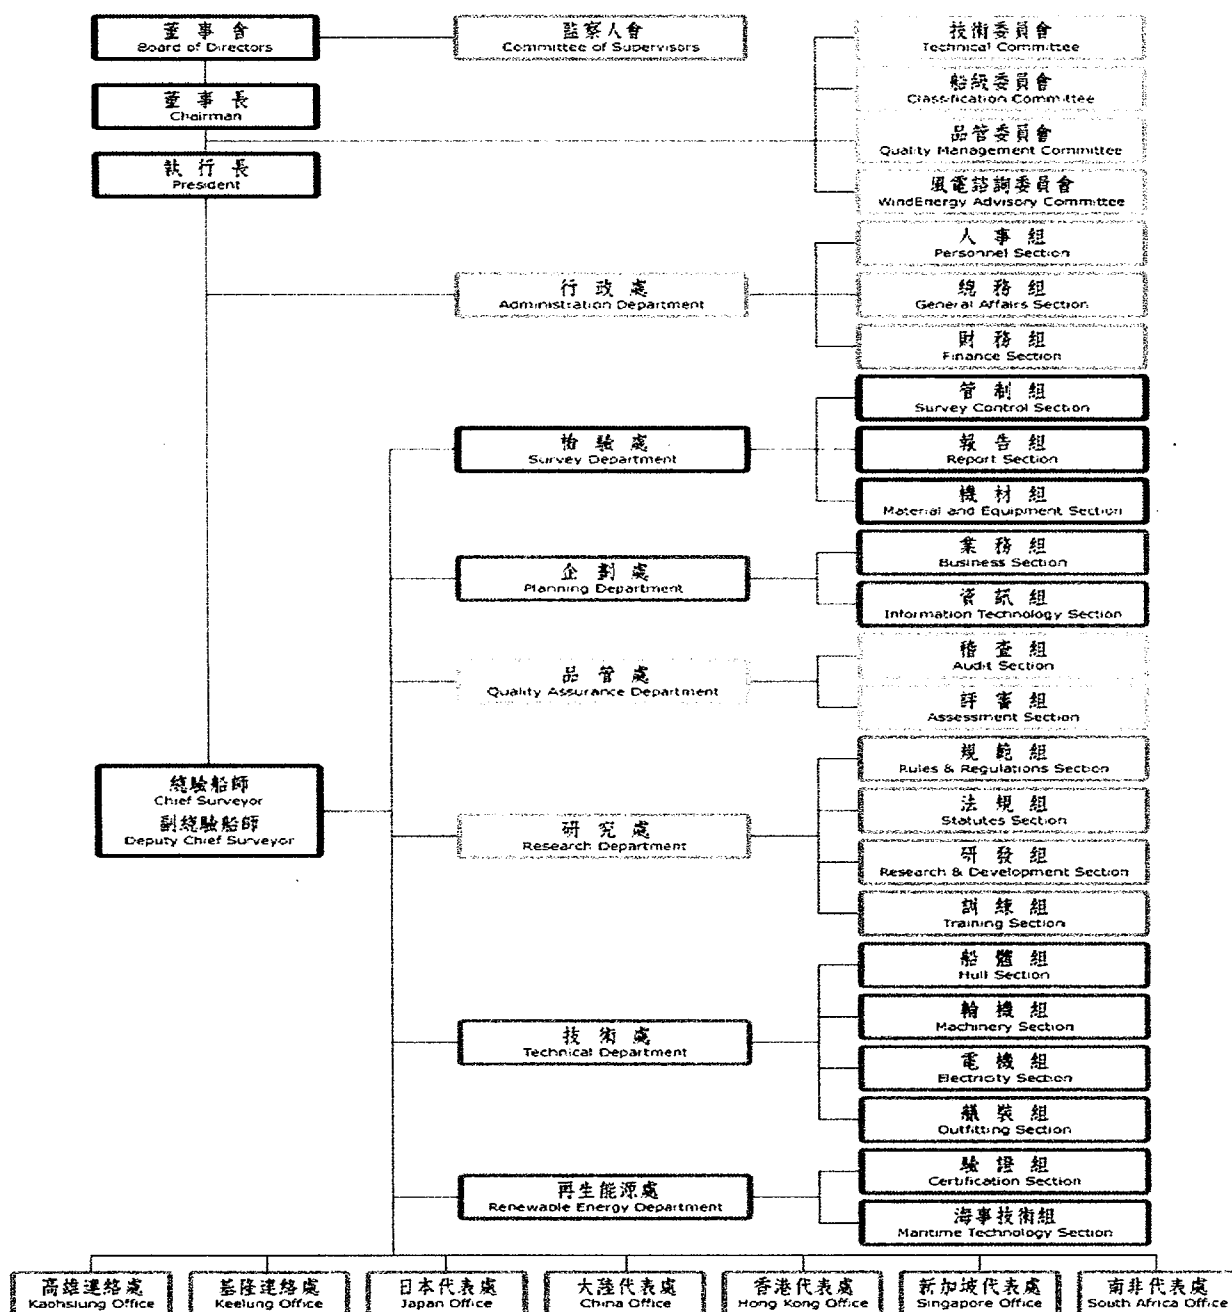 董事會
Board of Directors
監察人會
Committee of Supervisors
技術委員會
Technical Committee
船級委員會
Classification Committee
董事長
Chairman
品管委員會
Quality Management Committee
執行長
President
風電諮詢委員會
WindEnergy Advisory Committee
人事組
Personnel Section
行政處
Administration Department
總務組
General Affairs Section
財務組
Finance Section
管制組
Survey Control Section
檢驗處
Survey Department
報告組
Report Section
機材組
Material and Equipment Section
企劃處
Planning Department
業務組
Business Section
資訊組
Information Technology Section
品管處
Quality Assurance Department
稽查組
Audit Section
評審組
Assessment Section
總驗船師
Chief Surveyor
副總驗船師
Deputy Chief Surveyor
研究處
Research Department
規範組
Rules & Regulations Section
法規組
Statutes Section
研發組
Research & Development Section
訓練組
Training Section
技術處
Technical Department
船體組
Hull Section
輪機組
Machinery Section
電機組
Electricity Section
艤裝組
Outfitting Section
再生能源處
Renewable Energy Department
驗證組
Certification Section
海事技術組
Maritime Technology Section
高雄連絡處
Kaohsiung Office
基隆連絡處
Keelung Office
日本代表處
Japan Office
大陸代表處
China Office
香港代表處
Hong Kong Office
新加坡代表處
Singapore Office
南非代表處
South Africa Office